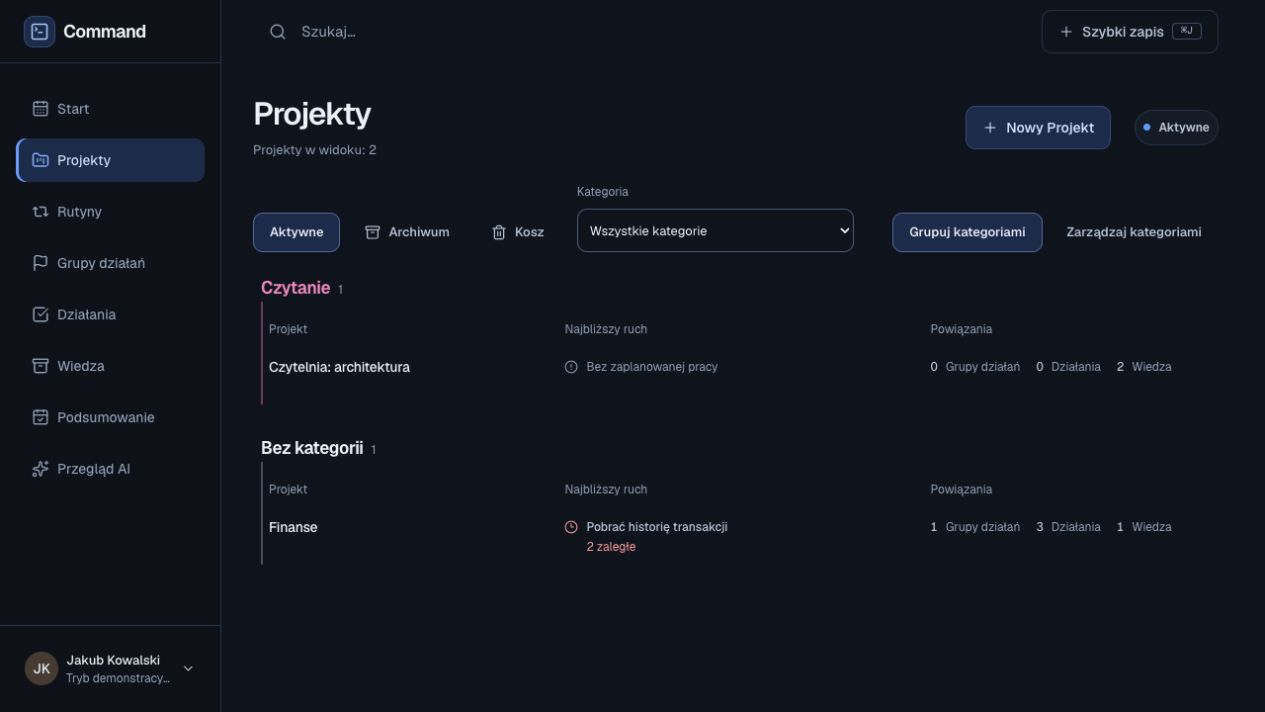 Command
Szukaj...
Szybki zapis ⌘J
Start
Projekty
Rutyny
Grupy działań
Działania
Wiedza
Podsumowanie
Przegląd AI
Projekty
Projekty w widoku: 2
Nowy Projekt
Aktywne
Kategoria
Aktywne
Archiwum
Kosz
Wszystkie kategorie
Grupuj kategoriami
Zarządzaj kategoriami
Czytanie 1
Projekt Najbliższy ruch Powiązania
Czytelnia: architektura Bez zaplanowanej pracy 0 Grupy działań 0 Działania 2 Wiedza
Bez kategorii 1
Projekt Najbliższy ruch Powiązania
Finanse Pobrać historię transakcji 1 Grupy działań 3 Działania 1 Wiedza
2 zaległe
JK
Jakub Kowalski
Tryb demonstracy...